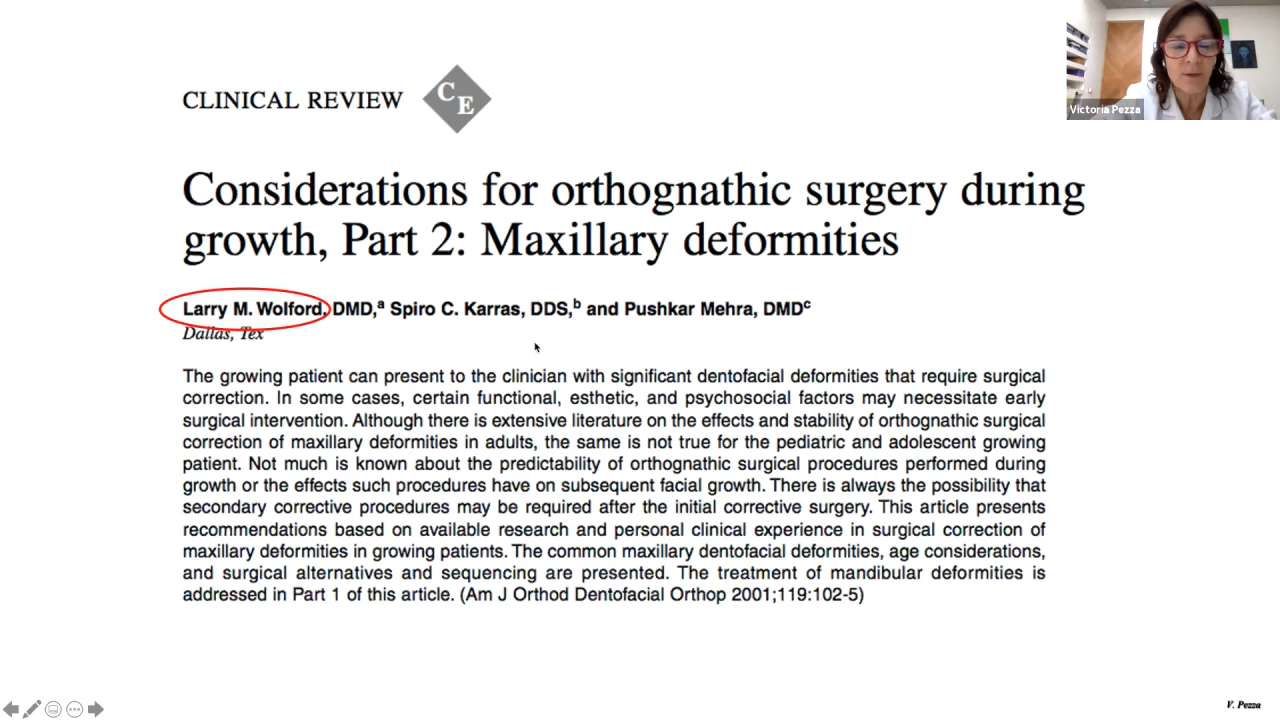 Victoria Pezza
CLINICAL REVIEW
C
E
Considerations for orthognathic surgery during
growth, Part 2: Maxillary deformities
Larry M. Wolford, DMD,a Spiro C. Karras, DDS,b and Pushkar Mehra, DMDc
Dallas, Tex
The growing patient can present to the clinician with significant dentofacial deformities that require surgical
correction. In some cases, certain functional, esthetic, and psychosocial factors may necessitate early
surgical intervention. Although there is extensive literature on the effects and stability of orthognathic surgical
correction of maxillary deformities in adults, the same is not true for the pediatric and adolescent growing
patient. Not much is known about the predictability of orthognathic surgical procedures performed during
growth or the effects such procedures have on subsequent facial growth. There is always the possibility that
secondary corrective procedures may be required after the initial corrective surgery. This article presents
recommendations based on available research and personal clinical experience in surgical correction of
maxillary deformities in growing patients. The common maxillary dentofacial deformities, age considerations,
and surgical alternatives and sequencing are presented. The treatment of mandibular deformities is
addressed in Part 1 of this article. (Am J Orthod Dentofacial Orthop 2001;119:102-5)
V. Pezza